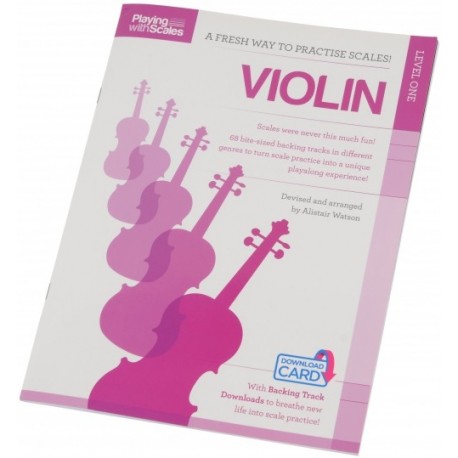 Playing
with Scales
A FRESH WAY TO PRACTISE SCALES!
LEVEL ONE
VIOLIN
Scales were never this much fun!
68 bite-sized backing tracks in different
genres to turn scale practice into a unique
playalong experience!
Devised and arranged
by Alistair Watson
DOWNLOAD
CARD
With Backing Track
Downloads to breathe new
life into scale practice!